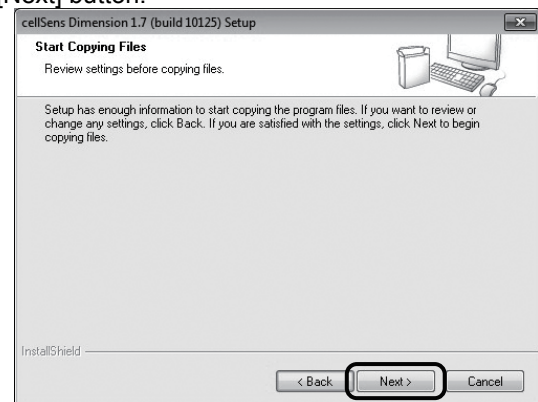 [Next] button.
cellSens Dimension 1.7 (build 10125) Setup
Start Copying Files
Review settings before copying files.
Setup has enough information to start copying the program files. If you want to review or
change any settings, click Back. If you are satisfied with the settings, click Next to begin
copying files.
InstallShield
< Back Next > Cancel